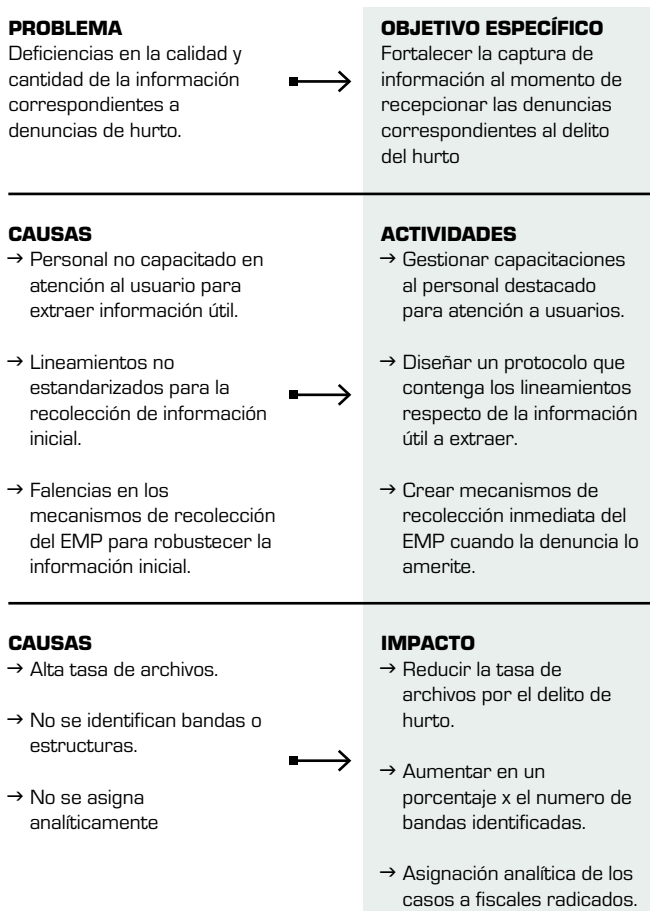 PROBLEMA
Deficiencias en la calidad y
cantidad de la información
correspondientes a
denuncias de hurto.
OBJETIVO ESPECÍFICO
Fortalecer la captura de
información al momento de
recepcionar las denuncias
correspondientes al delito
del hurto
CAUSAS
→ Personal no capacitado en
atención al usuario para
extraer información útil.
→ Lineamientos no
estandarizados para la
recolección de información
inicial.
→ Falencias en los
mecanismos de recolección
del EMP para robustecer la
información inicial.
ACTIVIDADES
→ Gestionar capacitaciones
al personal destacado
para atención a usuarios.
→ Diseñar un protocolo que
contenga los lineamientos
respecto de la información
útil a extraer.
→ Crear mecanismos de
recolección inmediata del
EMP cuando la denuncia lo
amerite.
CAUSAS
→ Alta tasa de archivos.
→ No se identifican bandas o
estructuras.
→ No se asigna
analíticamente
IMPACTO
→ Reducir la tasa de
archivos por el delito de
hurto.
→ Aumentar en un
porcentaje x el numero de
bandas identificadas.
→ Asignación analítica de los
casos a fiscales radicados.